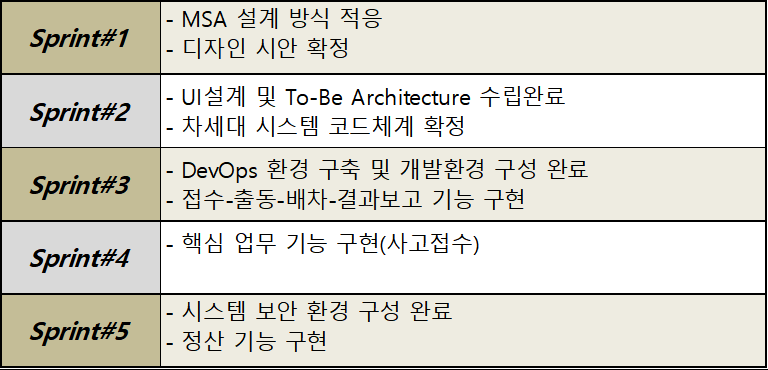 Sprint#1
- MSA 설계 방식 적응
- 디자인 시안 확정
Sprint#2
- UI설계 및 To-Be Architecture 수립완료
- 차세대 시스템 코드체계 확정
Sprint#3
- DevOps 환경 구축 및 개발환경 구성 완료
- 접수-출동-배차-결과보고 기능 구현
Sprint#4
- 핵심 업무 기능 구현(사고접수)
Sprint#5
- 시스템 보안 환경 구성 완료
- 정산 기능 구현